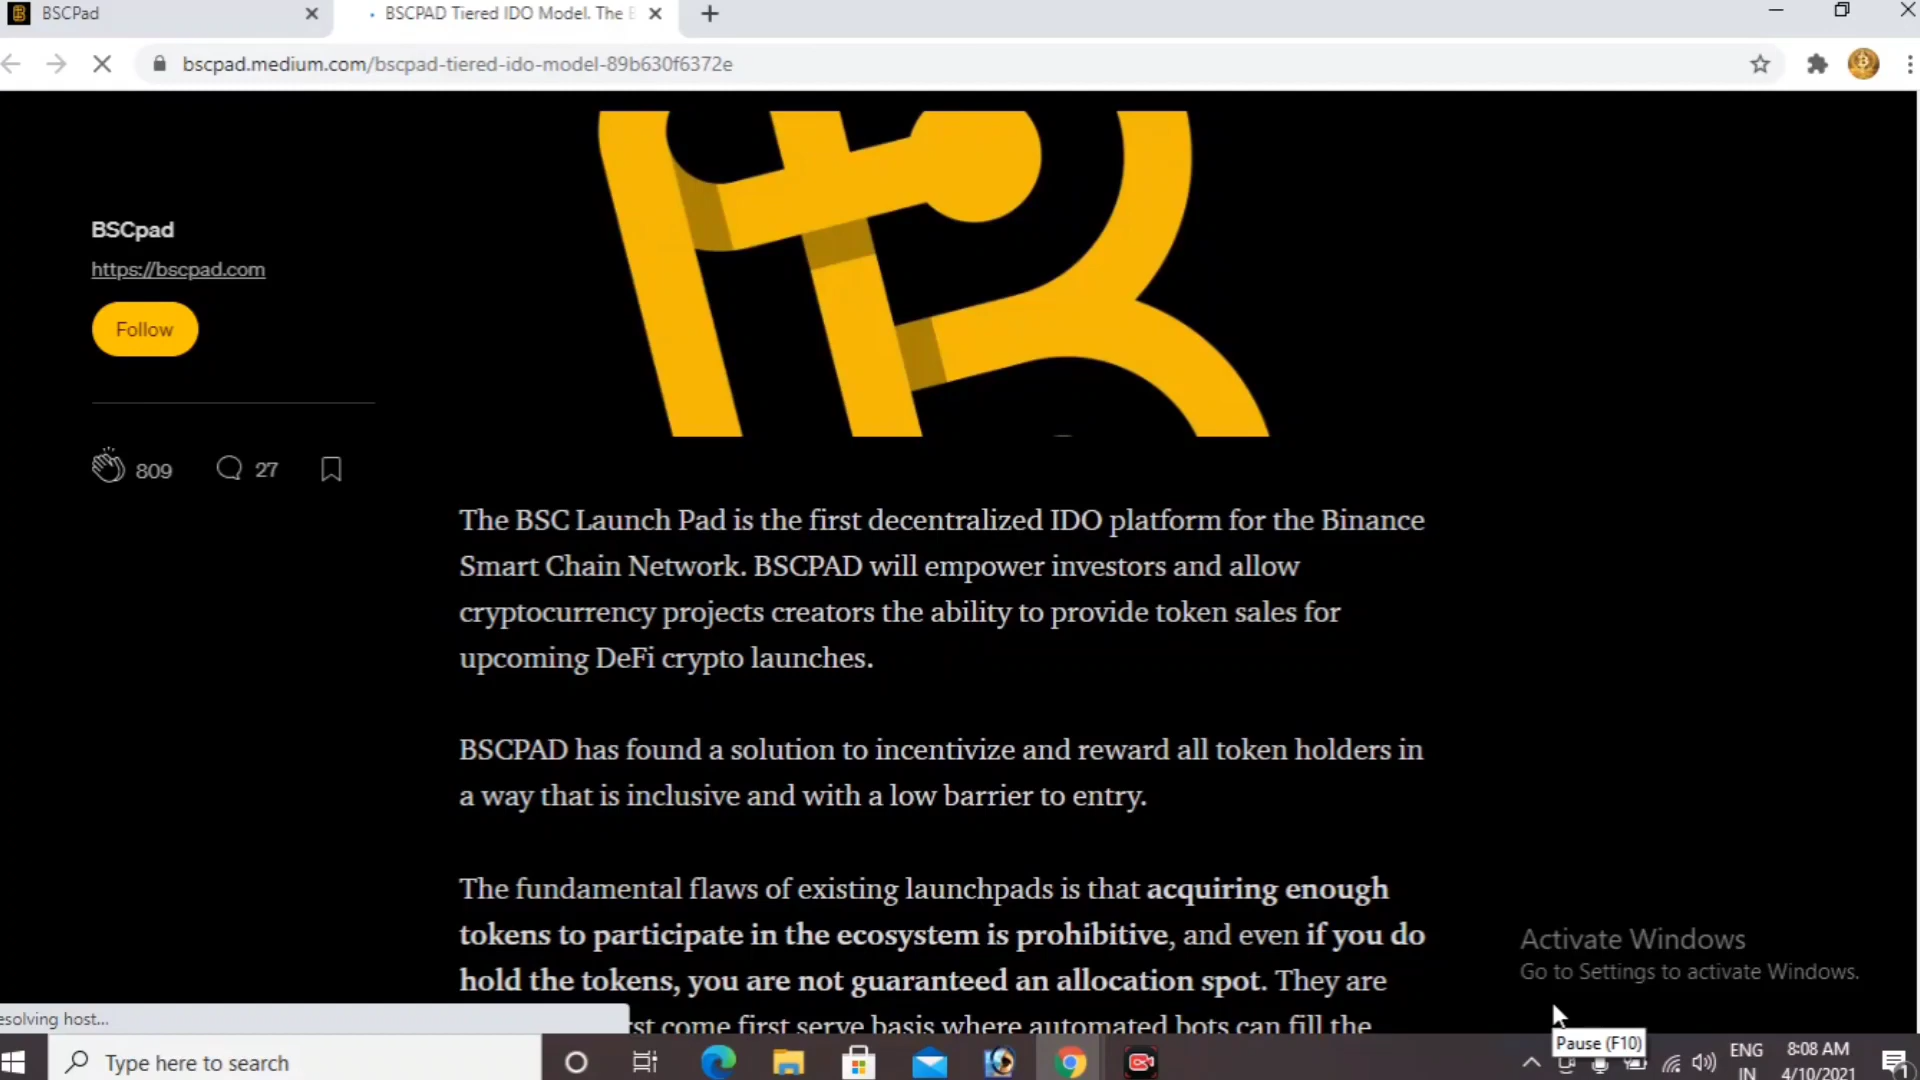 BSCPad
BSCPAD Tiered IDO Model. The
bscpad.medium.com/bscpad-tiered-ido-model-89b630f6372e
BSCpad
https://bscpad.com
Follow
809
27
The BSC Launch Pad is the first decentralized IDO platform for the Binance
Smart Chain Network. BSCPAD will empower investors and allow
cryptocurrency projects creators the ability to provide token sales for
upcoming DeFi crypto launches.
BSCPAD has found a solution to incentivize and reward all token holders in
a way that is inclusive and with a low barrier to entry.
The fundamental flaws of existing launchpads is that acquiring enough
tokens to participate in the ecosystem is prohibitive, and even if you do
hold the tokens, you are not guaranteed an allocation spot. They are
come first serve basis where automated bots can fill the
Activate Windows
Go to Settings to activate Windows.
esolving host...
Pause (F10)
Type here to search
ENG
IN
8:08 AM
4/10/2021
1